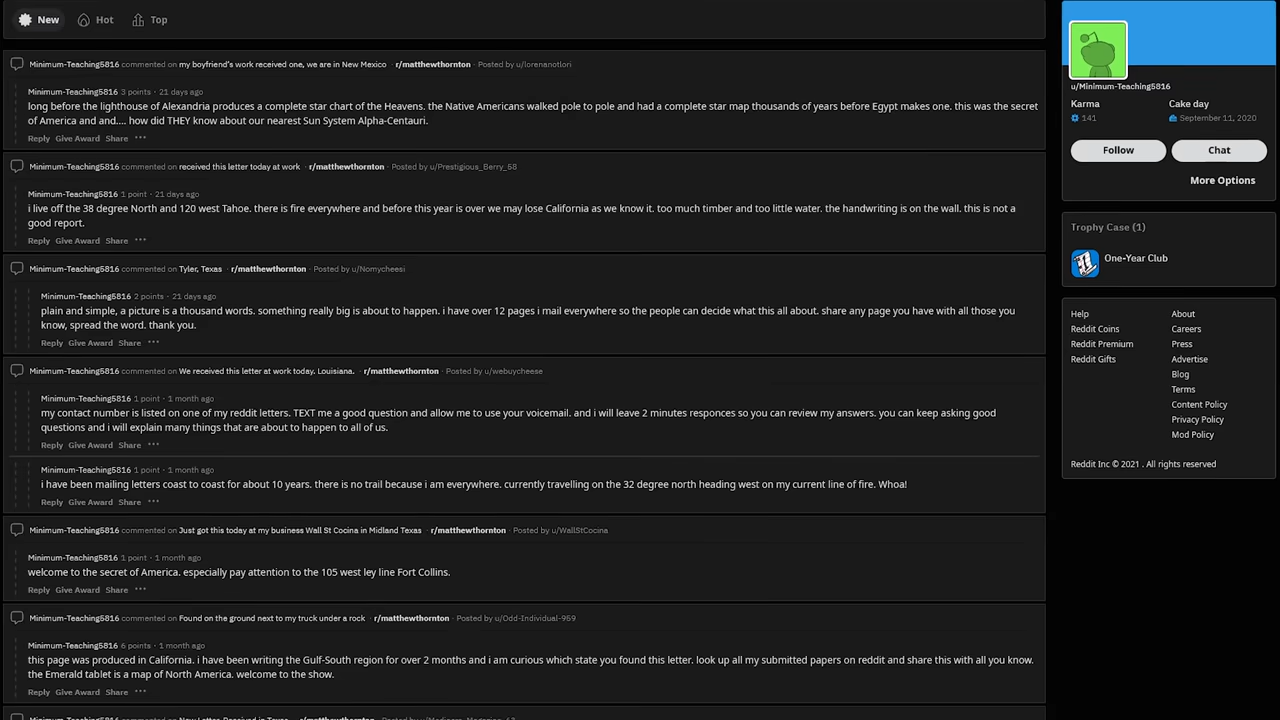 New Hot Top
Minimum-Teaching5816 commented on my boyfriend's work received one, we are in New Mexico r/matthewthornton · Posted by u/lorenanotlori
Minimum-Teaching5816 3 points · 21 days ago
long before the lighthouse of Alexandria produces a complete star chart of the Heavens. the Native Americans walked pole to pole and had a complete star map thousands of years before Egypt makes one. this was the secret
of America and and.... how did THEY know about our nearest Sun System Alpha-Centauri.
Reply Give Award Share ···
Minimum-Teaching5816 commented on received this letter today at work r/matthewthornton · Posted by u/Prestigious_Berry_58
Minimum-Teaching5816 1 point · 21 days ago
i live off the 38 degree North and 120 west Tahoe. there is fire everywhere and before this year is over we may lose California as we know it. too much timber and too little water. the handwriting is on the wall. this is not a
good report.
Reply Give Award Share ···
Minimum-Teaching5816 commented on Tyler, Texas r/matthewthornton · Posted by u/Nomycheesi
Minimum-Teaching5816 2 points · 21 days ago
plain and simple, a picture is a thousand words. something really big is about to happen. i have over 12 pages i mail everywhere so the people can decide what this all about. share any page you have with all those you
know, spread the word. thank you.
Reply Give Award Share ···
Minimum-Teaching5816 commented on We received this letter at work today. Louisiana. r/matthewthornton · Posted by u/webuycheese
Minimum-Teaching5816 1 point · 1 month ago
my contact number is listed on one of my reddit letters. TEXT me a good question and allow me to use your voicemail. and i will leave 2 minutes responces so you can review my answers. you can keep asking good
questions and i will explain many things that are about to happen to all of us.
Reply Give Award Share ···
Minimum-Teaching5816 1 point · 1 month ago
i have been mailing letters coast to coast for about 10 years. there is no trail because i am everywhere. currently travelling on the 32 degree north heading west on my current line of fire. Whoa!
Reply Give Award Share ···
Minimum-Teaching5816 commented on Just got this today at my business Wall St Cocina in Midland Texas r/matthewthornton · Posted by u/WallStCocina
Minimum-Teaching5816 1 point · 1 month ago
welcome to the secret of America. especially pay attention to the 105 west ley line Fort Collins.
Reply Give Award Share ···
Minimum-Teaching5816 commented on Found on the ground next to my truck under a rock r/matthewthornton · Posted by u/Odd-Individual-959
Minimum-Teaching5816 6 points · 1 month ago
this page was produced in California. i have been writing the Gulf-South region for over 2 months and i am curious which state you found this letter. look up all my submitted papers on reddit and share this with all you know.
the Emerald tablet is a map of North America. welcome to the show.
Reply Give Award Share ···
u/Minimum-Teaching5816
Karma Cake day
141 September 11, 2020
Follow Chat
More Options
Trophy Case (1)
One-Year Club
Help About
Reddit Coins Careers
Reddit Premium Press
Reddit Gifts Advertise
Blog
Terms
Content Policy
Privacy Policy
Mod Policy
Reddit Inc © 2021 . All rights reserved